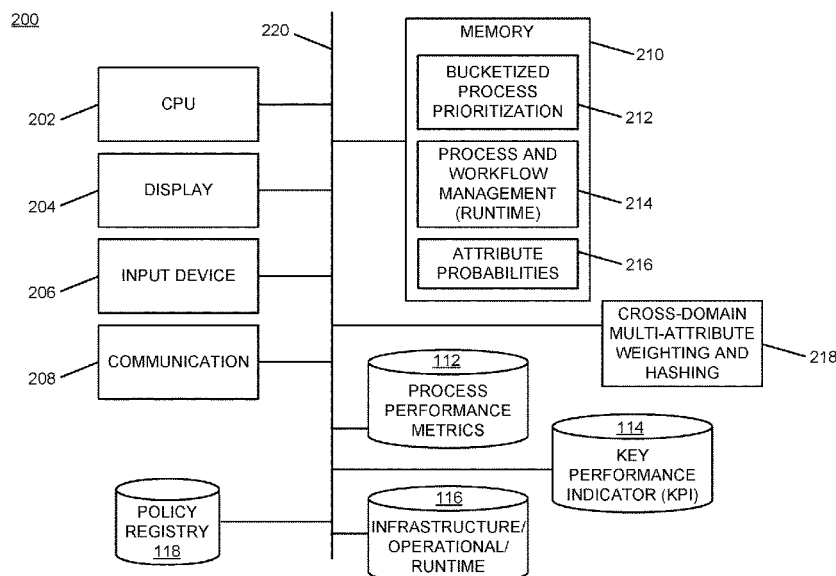 200
220
MEMORY
210
BUCKETIZED
PROCESS
PRIORITIZATION
212
CPU
202
PROCESS AND
WORKFLOW
MANAGEMENT
(RUNTIME)
214
DISPLAY
204
ATTRIBUTE
PROBABILITIES
216
INPUT DEVICE
206
CROSS-DOMAIN
MULTI-ATTRIBUTE
WEIGHTING AND
HASHING
218
COMMUNICATION
208
112
PROCESS
PERFORMANCE
METRICS
114
KEY
PERFORMANCE
INDICATOR (KPI)
POLICY
REGISTRY
118
116
INFRASTRUCTURE/
OPERATIONAL/
RUNTIME